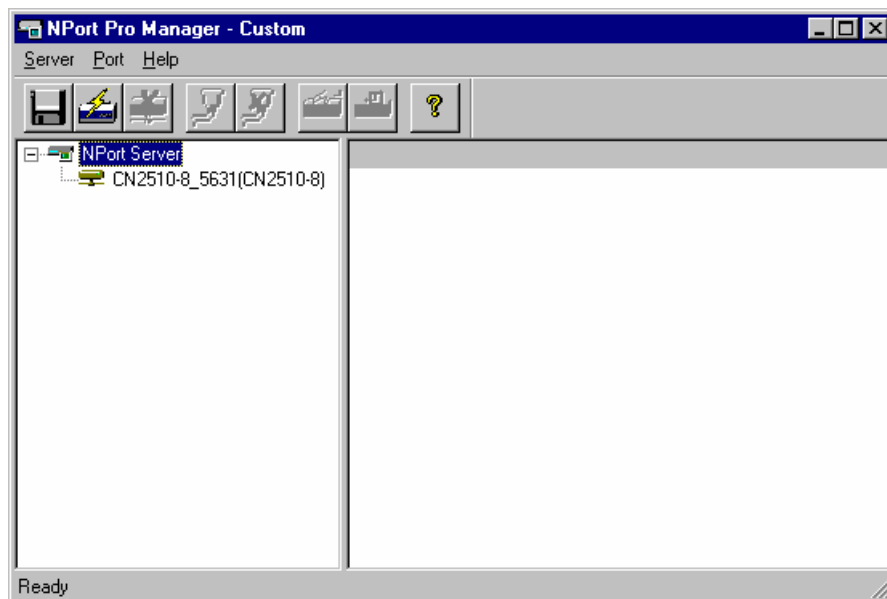 NPort Pro Manager - Custom
Server Port Help
NPort Server
CN2510-8_5631(CN2510-8)
Ready